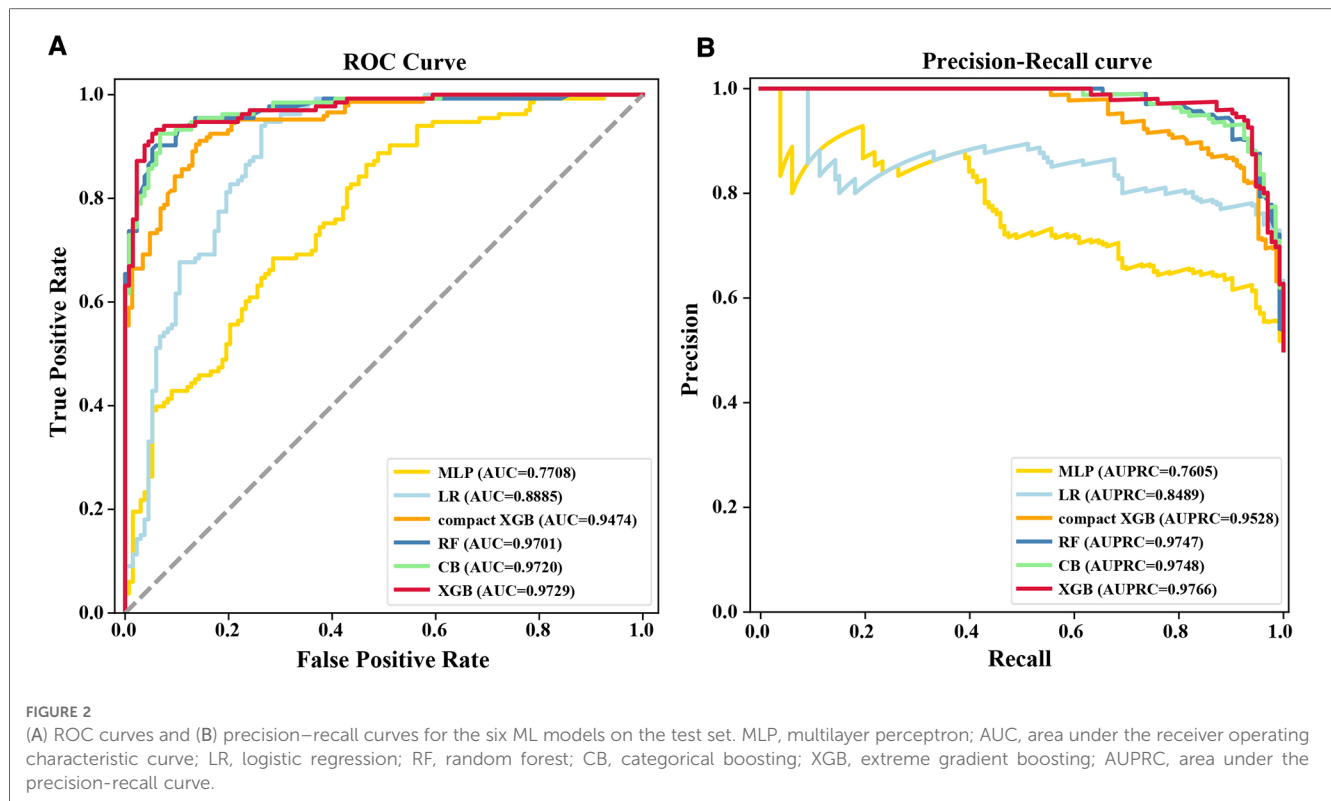 A
ROC Curve
True Positive Rate
1.0
0.8
0.6
0.4
0.2
0.0
0.0 0.2 0.4 0.6 0.8 1.0
False Positive Rate
MLP (AUC=0.7708)
LR (AUC=0.8885)
compact XGB (AUC=0.9474)
RF (AUC=0.9701)
CB (AUC=0.9720)
XGB (AUC=0.9729)
B
Precision-Recall curve
Precision
1.0
0.8
0.6
0.4
0.2
0.0
0.0 0.2 0.4 0.6 0.8 1.0
Recall
MLP (AUPRC=0.7605)
LR (AUPRC=0.8489)
compact XGB (AUPRC=0.9528)
RF (AUPRC=0.9747)
CB (AUPRC=0.9748)
XGB (AUPRC=0.9766)
FIGURE 2
(A) ROC curves and (B) precision–recall curves for the six ML models on the test set. MLP, multilayer perceptron; AUC, area under the receiver operating
characteristic curve; LR, logistic regression; RF, random forest; CB, categorical boosting; XGB, extreme gradient boosting; AUPRC, area under the
precision-recall curve.